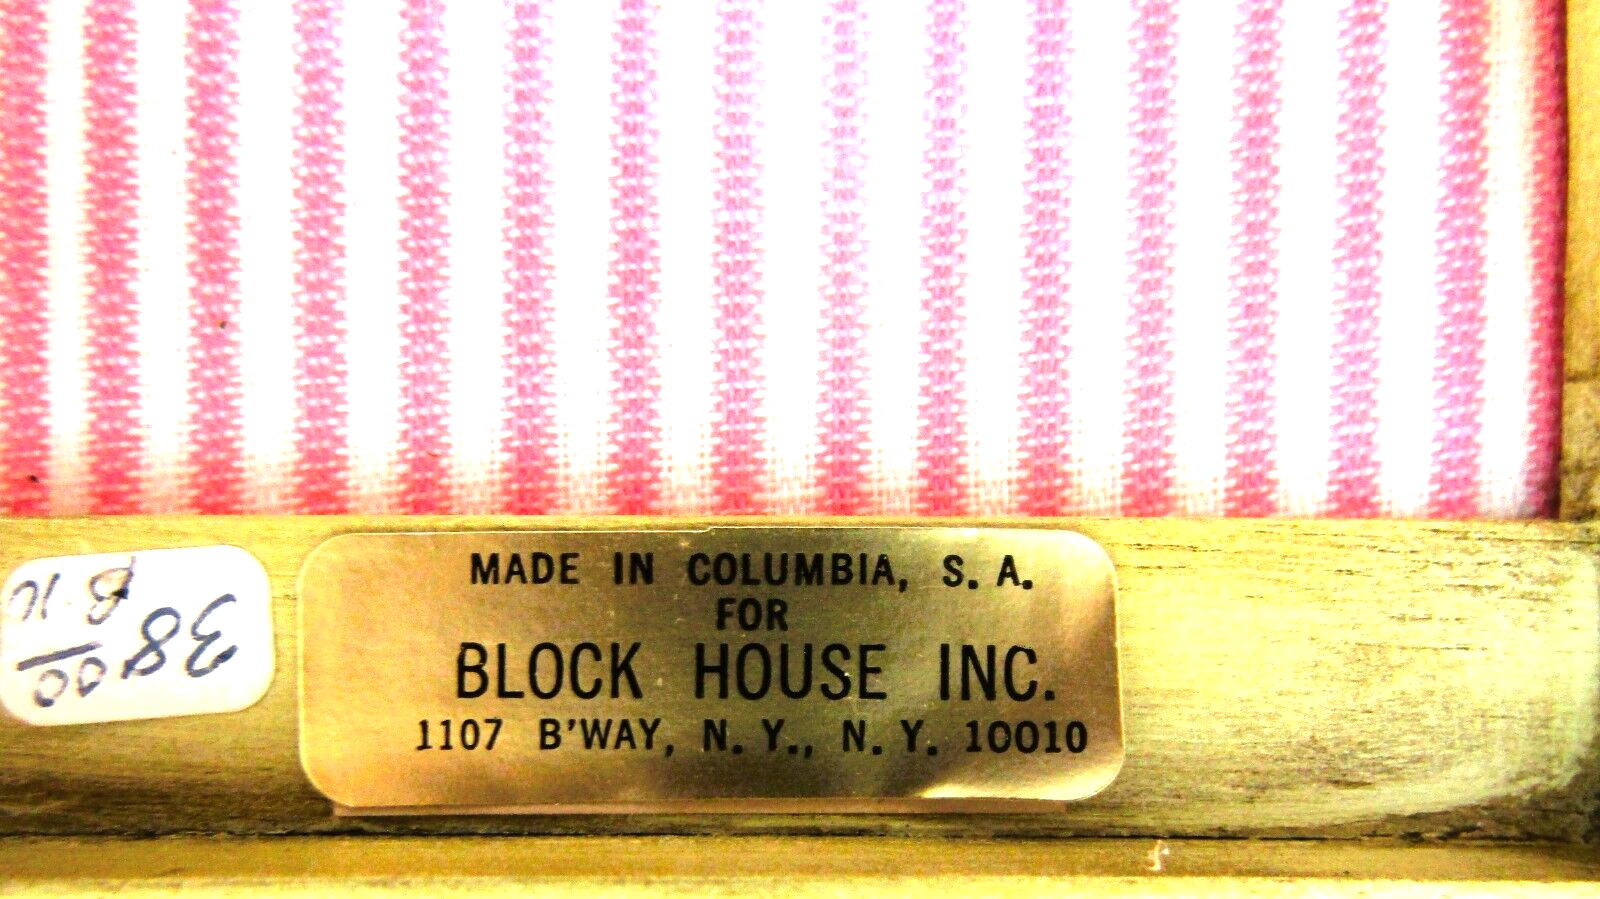 MADE IN COLUMBIA, S. A.
FOR
BLOCK HOUSE INC.
1107 B'WAY, N. Y., N. Y. 10010
38 00